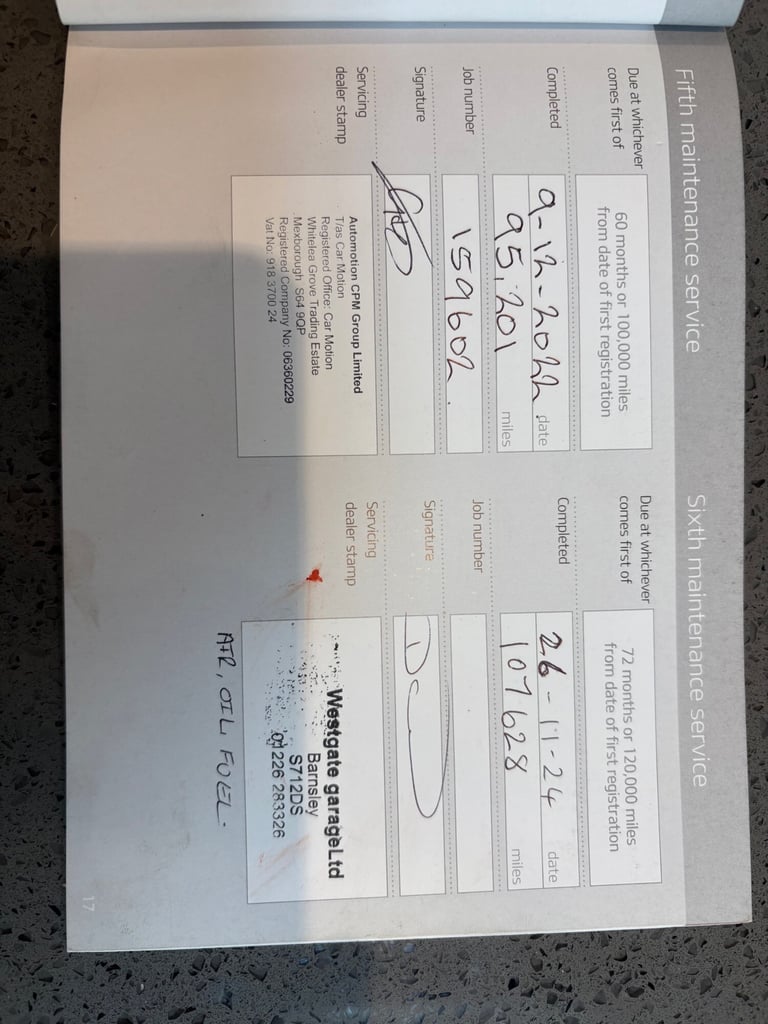 Fifth maintenance service
Due at whichever
comes first of
60 months or 100,000 miles
from date of first registration
Completed
9-12-2022 date
95,201 miles
Job number
159602.
Signature
Servicing
dealer stamp
Automotion CPM Group Limited
T/as Car Motion
Registered Office: Car Motion
Whitelea Grove Trading Estate
Mexborough S64 9QP
Registered Company No: 06360229
Vat No: 918 3700 24
Sixth maintenance service
Due at whichever
comes first of
72 months or 120,000 miles
from date of first registration
Completed
26-11-24 date
107628 miles
Job number
Signature
Servicing
dealer stamp
Westgate garage Ltd
Barnsley
S712DS
01226 283326
AIR, OIL FUEL.
17